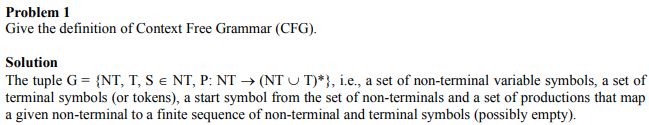 Problem 1
Give the definition of Context Free Grammar (CFG).
Solution
The tuple G = {NT, T, S ϵ NT, P: NT → (NT ∪ T)*}, i.e., a set of non-terminal variable symbols, a set of
terminal symbols (or tokens), a start symbol from the set of non-terminals and a set of productions that map
a given non-terminal to a finite sequence of non-terminal and terminal symbols (possibly empty).